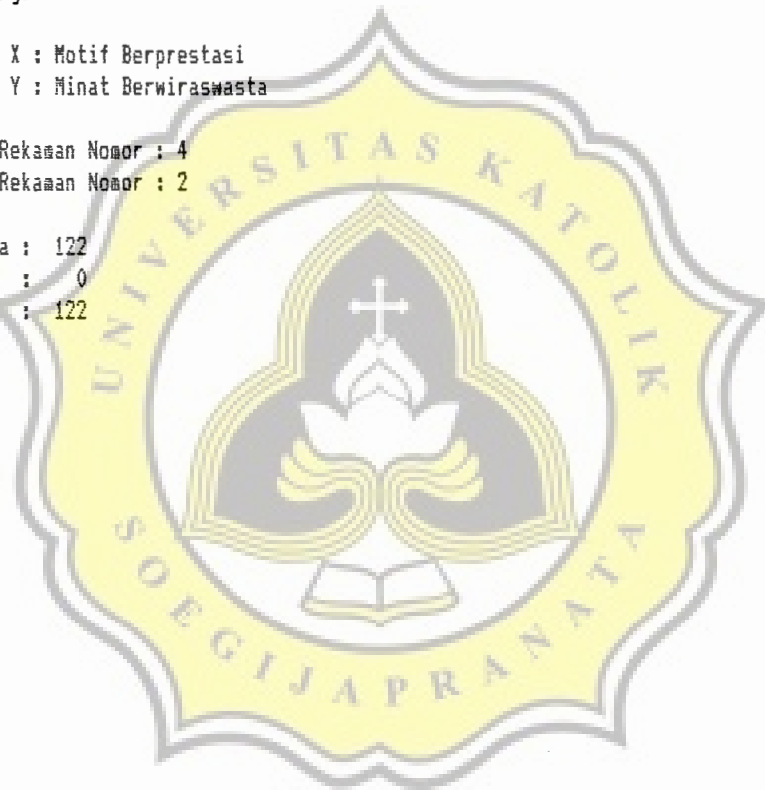 X : Motif Berprestasi
Y : Minat Berwiraswasta
Rekaman Nomor : 4
Rekaman Nomor : 2
a : 122
: 0
: 122
UNIVERSITAS KATOLIK
SOEGIJAPRANATA